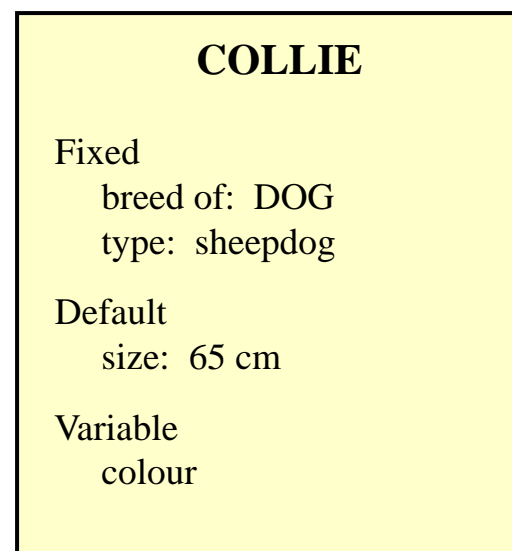 COLLIE
Fixed
breed of: DOG
type: sheepdog
Default
size: 65 cm
Variable
colour